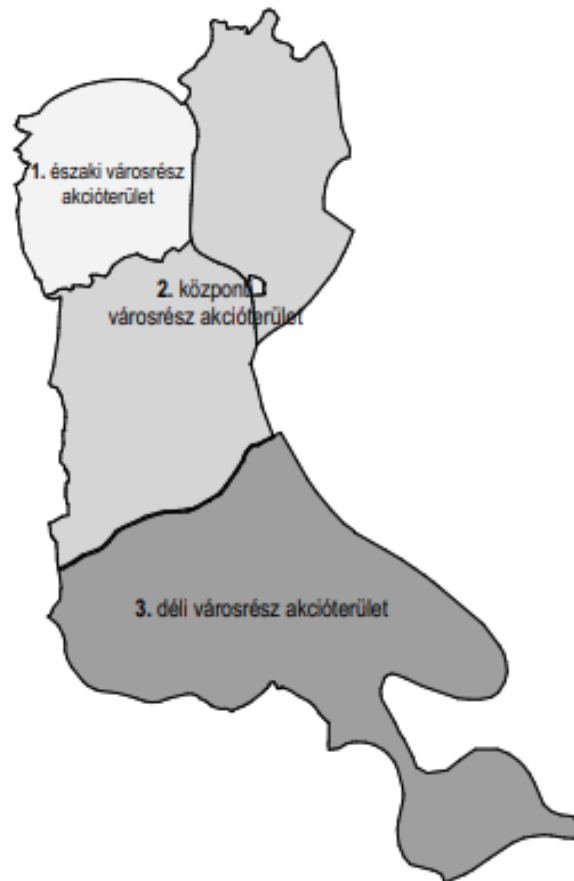 1. északi városrész
akcióterület
2. központi
városrész akcióterület
3. déli városrész akcióterület